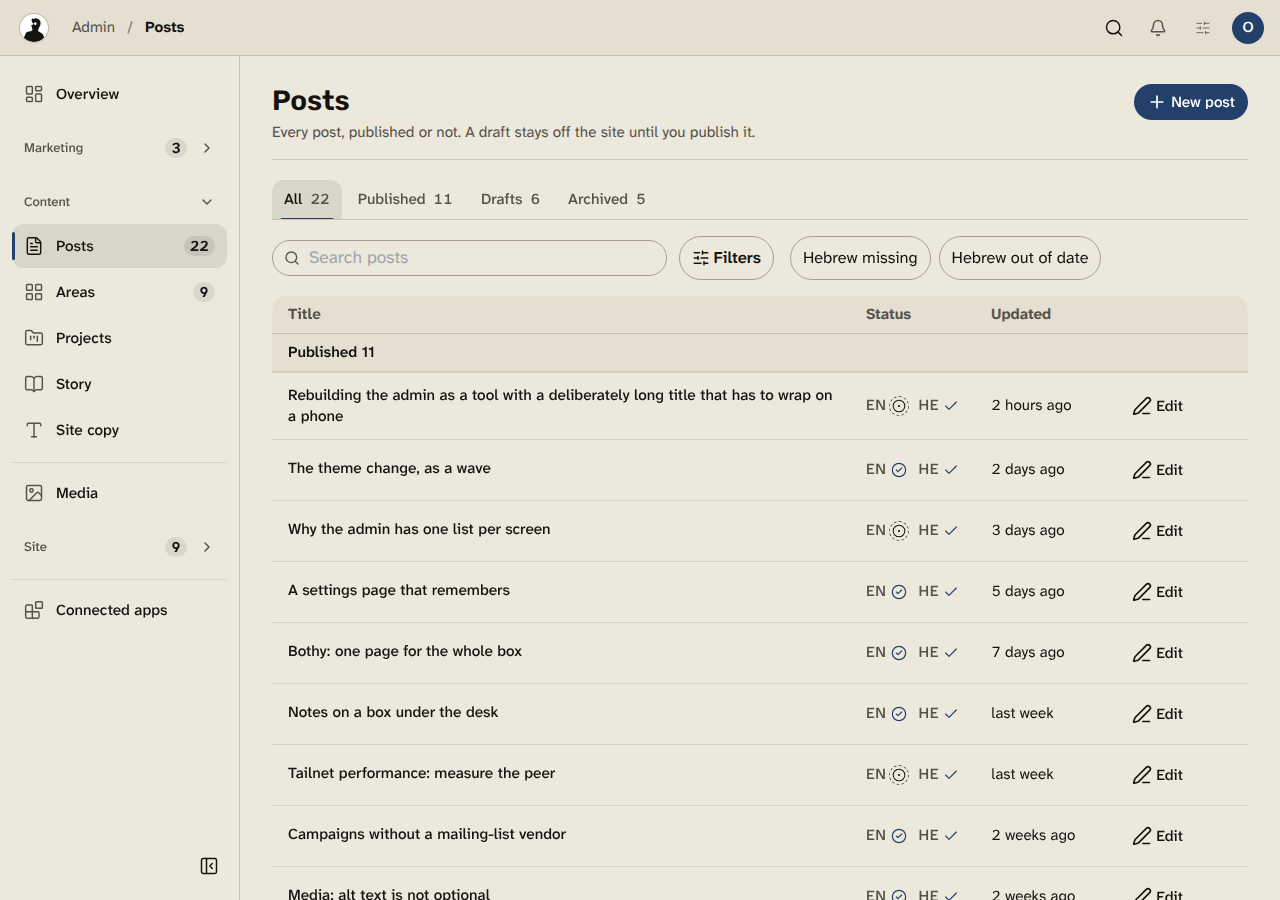 Admin / Posts
O
Overview
Marketing 3
Content
Posts 22
Areas 9
Projects
Story
Site copy
Media
Site 9
Connected apps
Posts
Every post, published or not. A draft stays off the site until you publish it.
New post
All 22 Published 11 Drafts 6 Archived 5
Search posts Filters Hebrew missing Hebrew out of date
Title Status Updated
Published 11
Rebuilding the admin as a tool with a deliberately long title that has to wrap on
a phone
EN HE 2 hours ago Edit
The theme change, as a wave EN HE 2 days ago Edit
Why the admin has one list per screen EN HE 3 days ago Edit
A settings page that remembers EN HE 5 days ago Edit
Bothy: one page for the whole box EN HE 7 days ago Edit
Notes on a box under the desk EN HE last week Edit
Tailnet performance: measure the peer EN HE last week Edit
Campaigns without a mailing-list vendor EN HE 2 weeks ago Edit
Media: alt text is not optional EN HE 2 weeks ago Edit